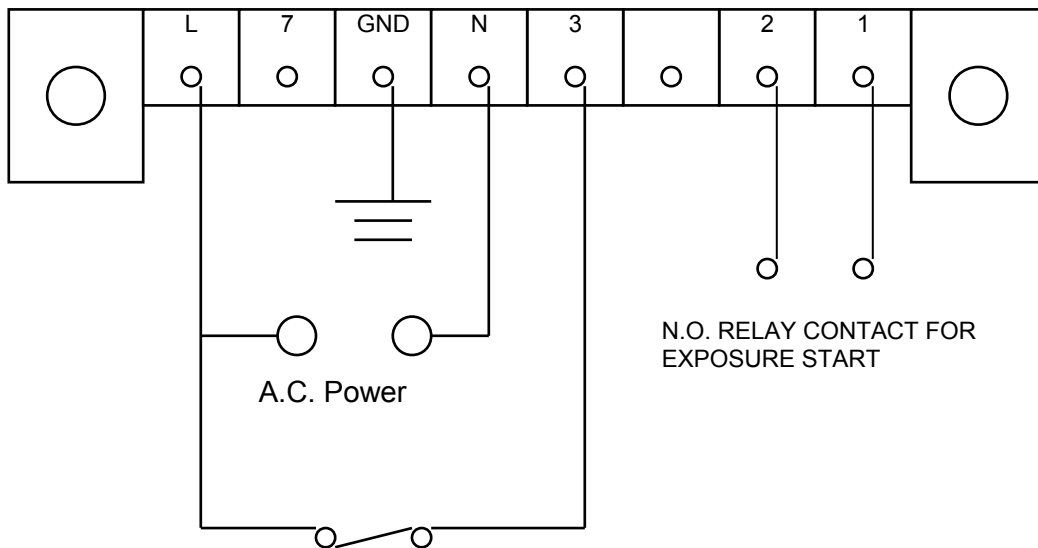 L 7 GND N 3 2 1
N.O. RELAY CONTACT FOR
EXPOSURE START
A.C. Power